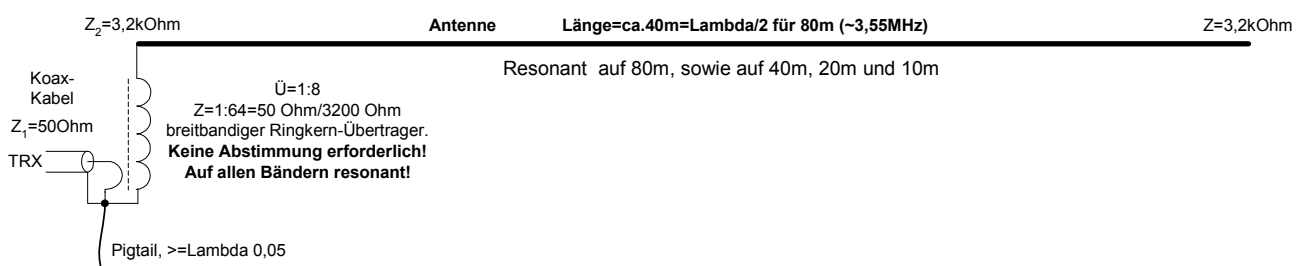 Z2=3,2kOhm
Antenne Länge=ca.40m=Lambda/2 für 80m (~3,55MHz)
Z=3,2kOhm
Resonant auf 80m, sowie auf 40m, 20m und 10m
Koax-
Kabel
Z1=50Ohm
TRX
Ü=1:8
Z=1:64=50 Ohm/3200 Ohm
breitbandiger Ringkern-Übertrager.
Keine Abstimmung erforderlich!
Auf allen Bändern resonant!
Pigtail, >=Lambda 0,05